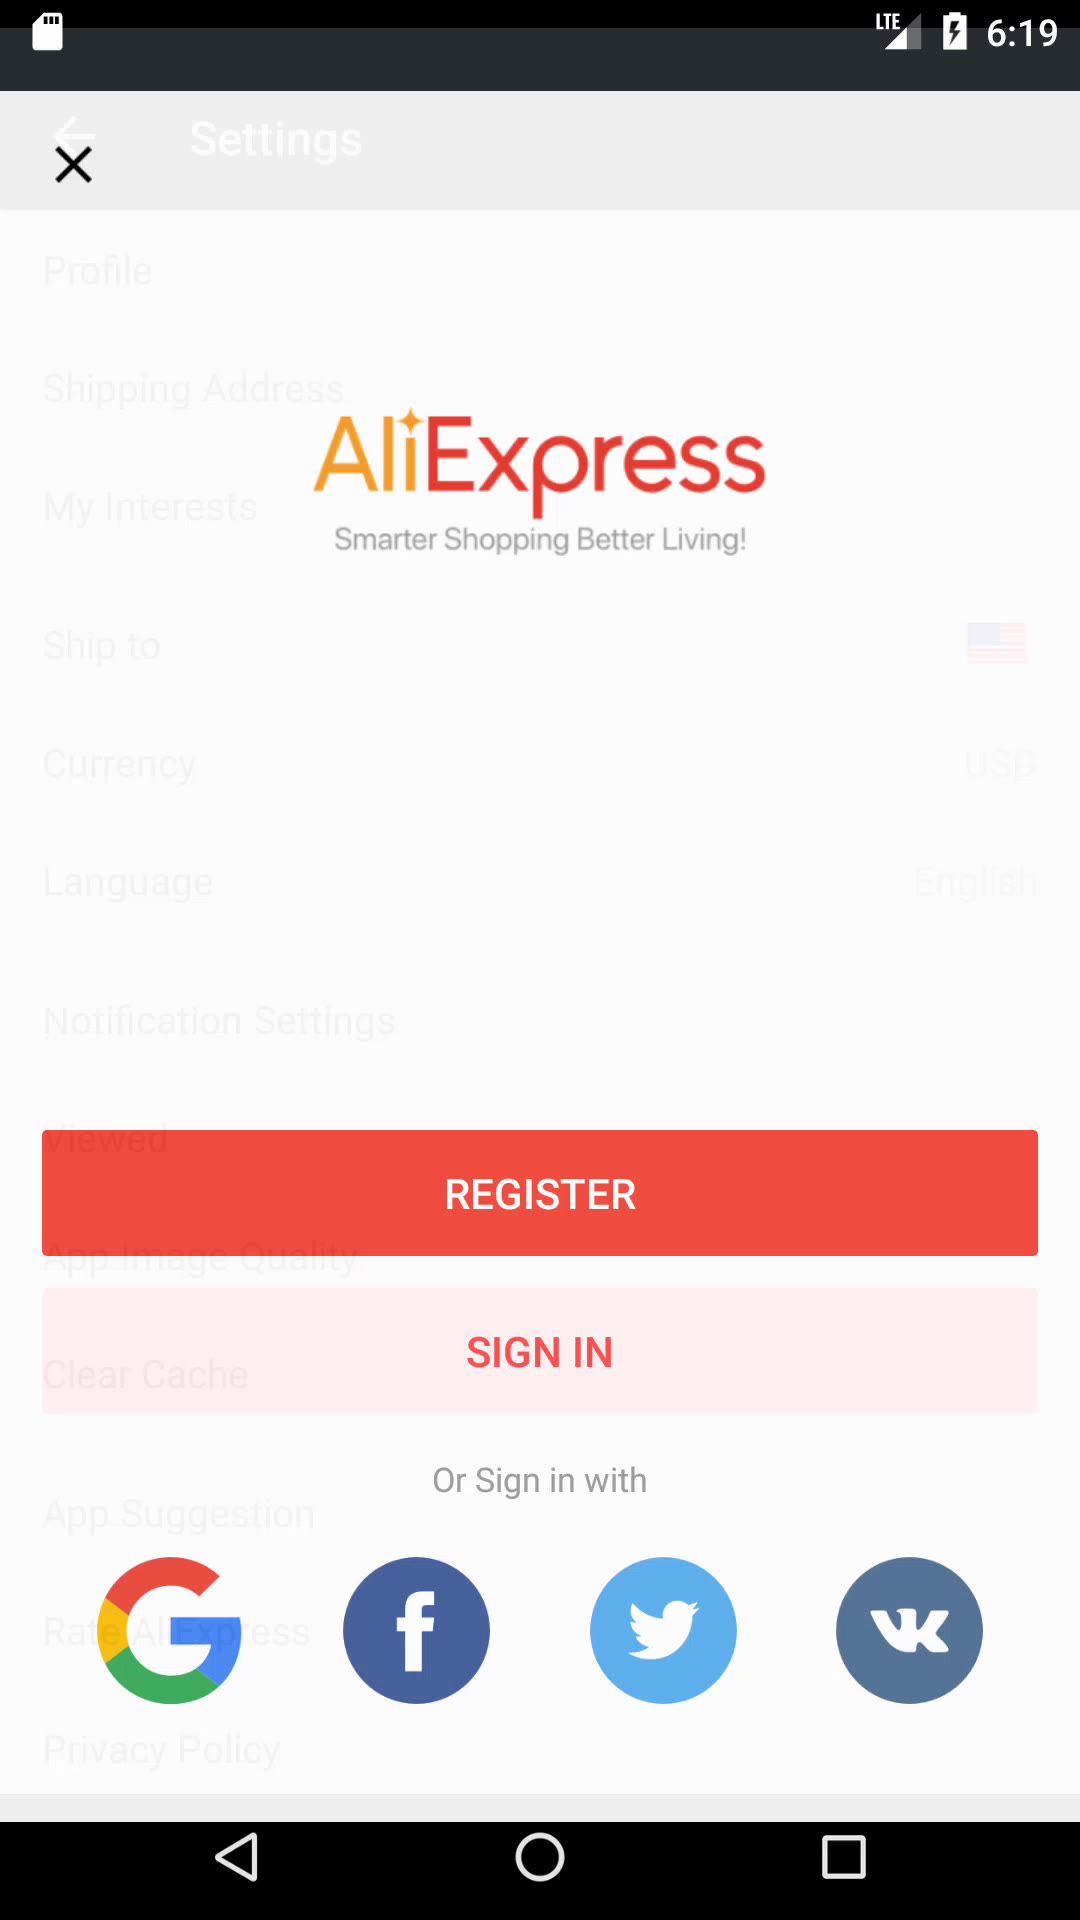 LTE 6:19
Settings
Profile
Shipping Address
AliExpress
My Interests
Smarter Shopping Better Living!
Ship to
Currency USD
Language English
Notification Settings
Viewed
REGISTER
App Image Quality
SIGN IN
Clear Cache
Or Sign in with
App Suggestion
Rate AliExpress
Privacy Policy